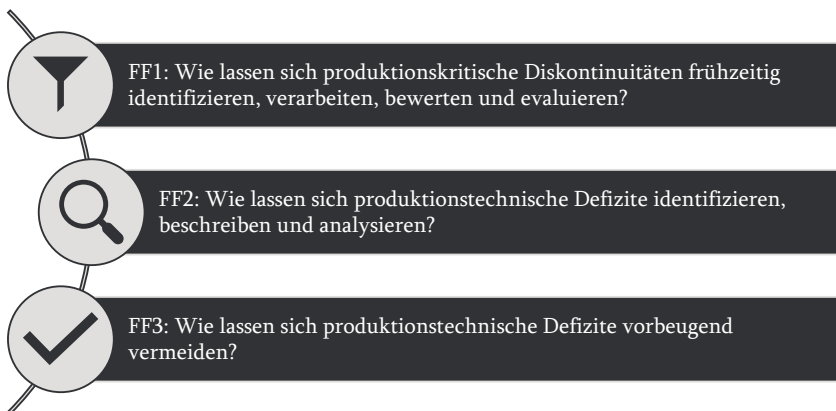 FF1: Wie lassen sich produktionskritische Diskontinuitäten frühzeitig
identifizieren, verarbeiten, bewerten und evaluieren?
FF2: Wie lassen sich produktionstechnische Defizite identifizieren,
beschreiben und analysieren?
FF3: Wie lassen sich produktionstechnische Defizite vorbeugend
vermeiden?